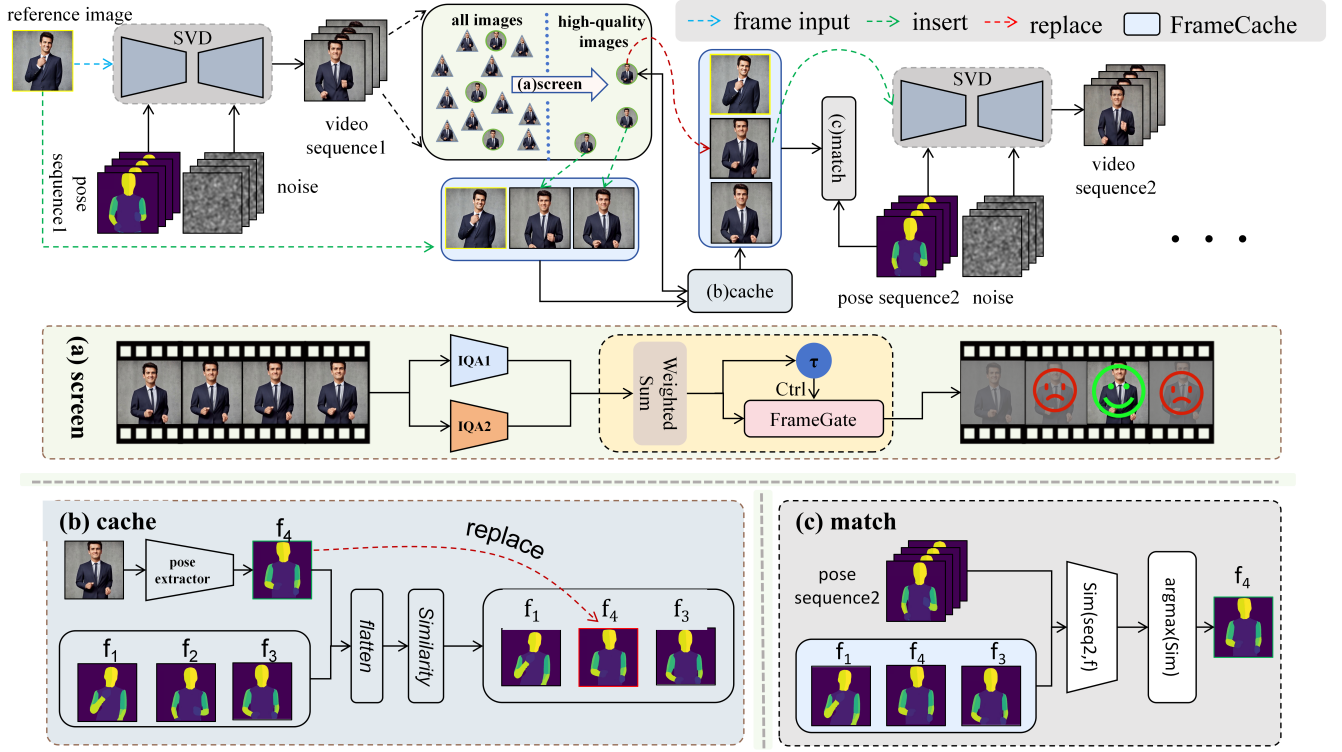 reference image
SVD
video
sequence1
pose
sequence1
noise
all images
high-quality
images
(a)screen
frame input
insert
replace
FrameCache
(b)cache
(c)match
SVD
video
sequence2
pose sequence2
noise
• • •
(a) screen
IQA1
IQA2
Weighted
Sum
τ
Ctrl
FrameGate
(b) cache
f4
pose
extractor
replace
f1
f2
f3
flatten
Similarity
f1
f4
f3
(c) match
pose
sequence2
f1
f4
f3
Sim(seq2,f)
argmax(Sim)
f4